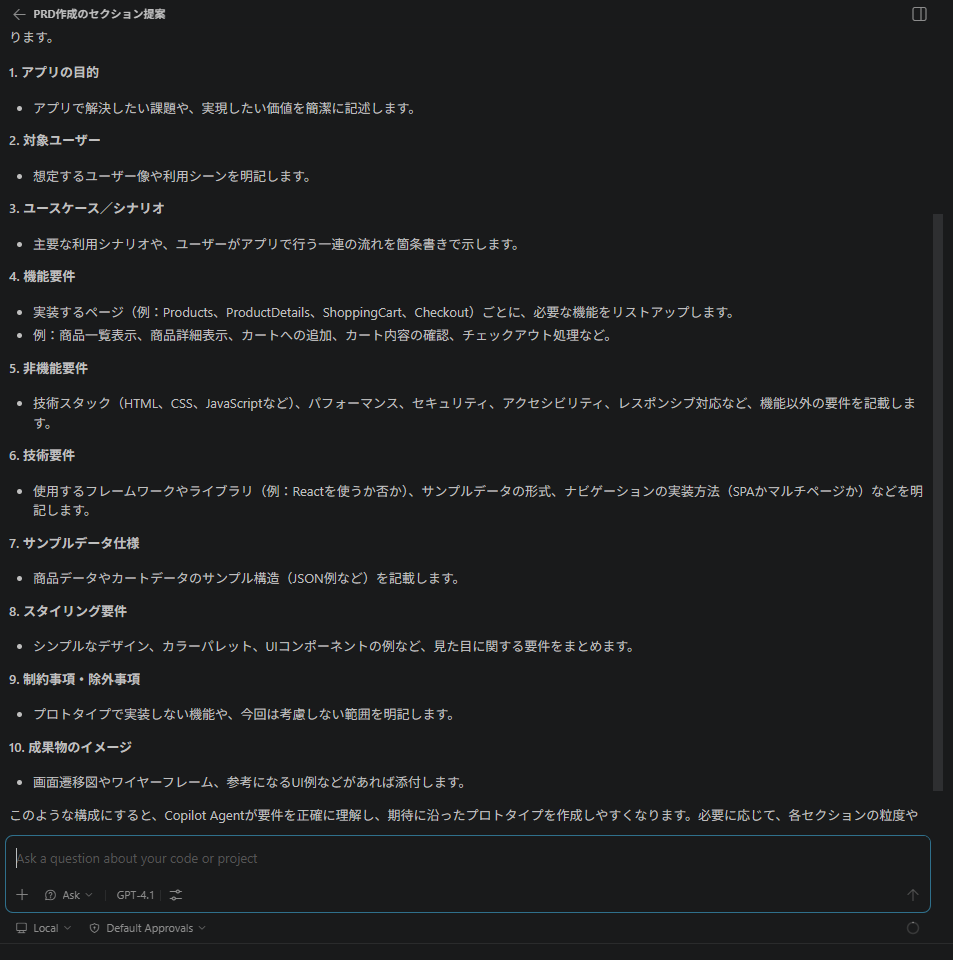 PRD作成のセクション提案
ります。
1. アプリの目的
アプリで解決したい課題や、実現したい価値を簡潔に記述します。
2. 対象ユーザー
想定するユーザー像や利用シーンを明記します。
3. ユースケース／シナリオ
主要な利用シナリオや、ユーザーがアプリで行う一連の流れを箇条書きで示します。
4. 機能要件
実装するページ（例：Products、ProductDetails、ShoppingCart、Checkout）ごとに、必要な機能をリストアップします。
例：商品一覧表示、商品詳細表示、カートへの追加、カート内容の確認、チェックアウト処理など。
5. 非機能要件
技術スタック（HTML、CSS、JavaScriptなど）、パフォーマンス、セキュリティ、アクセシビリティ、レスポンシブ対応など、機能以外の要件を記載しま
す。
6. 技術要件
使用するフレームワークやライブラリ（例：Reactを使うか否か）、サンプルデータの形式、ナビゲーションの実装方法（SPAかマルチページか）などを明
記します。
7. サンプルデータ仕様
商品データやカートデータのサンプル構造（JSON例など）を記載します。
8. スタイリング要件
シンプルなデザイン、カラーパレット、UIコンポーネントの例など、見た目に関する要件をまとめます。
9. 制約事項・除外事項
プロトタイプで実装しない機能や、今回は考慮しない範囲を明記します。
10. 成果物のイメージ
画面遷移図やワイヤーフレーム、参考になるUI例などがあれば添付します。
このような構成にすると、Copilot Agentが要件を正確に理解し、期待に沿ったプロトタイプを作成しやすくなります。必要に応じて、各セクションの粒度や
Ask a question about your code or project
Ask GPT-4.1
Local Default Approvals